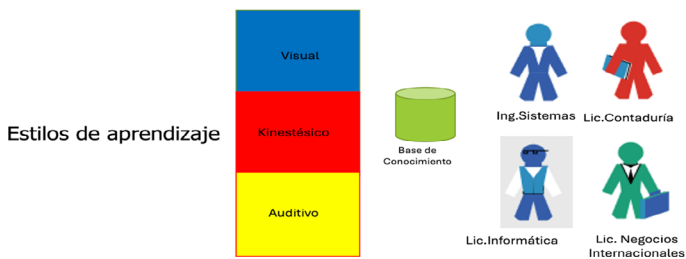 Estilos de aprendizaje
Visual
Kinestésico
Auditivo
Base de
Conocimiento
Ing.Sistemas
Lic.Contaduría
Lic.Informática
Lic. Negocios
Internacionales